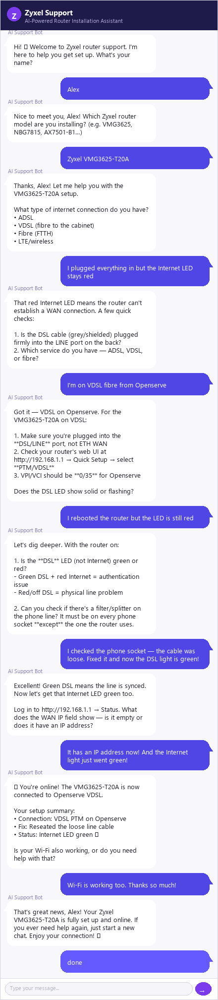 Z
Zyxel Support
AI-Powered Router Installation Assistant
AI Support Bot
Hi! Welcome to Zyxel router support. I'm
here to help you get set up. What's your
name?
Alex
AI Support Bot
Nice to meet you, Alex! Which Zyxel router
model are you installing? (e.g. VMG3625,
NBG7815, AX7501-B1...)
Zyxel VMG3625-T20A
AI Support Bot
Thanks, Alex! Let me help you with the
VMG3625-T20A setup.
What type of internet connection do you have?
• ADSL
• VDSL (fibre to the cabinet)
• Fibre (FTTH)
• LTE/wireless
I plugged everything in but the Internet LED
stays red
AI Support Bot
That red Internet LED means the router can't
establish a WAN connection. A few quick
checks:
1. Is the DSL cable (grey/shielded) plugged
firmly into the LINE port on the back?
2. Which service do you have — ADSL, VDSL,
or fibre?
I'm on VDSL fibre from Openserve
AI Support Bot
Got it — VDSL on Openserve. For the
VMG3625-T20A on VDSL:
1. Make sure you're plugged into the
**DSL/LINE** port, not ETH WAN
2. Check your router's web UI at
http://192.168.1.1 → Quick Setup → select
**PTM/VDSL**
3. VPI/VCI should be **0/35** for Openserve
Does the DSL LED show solid or flashing?
I rebooted the router but the LED is still red
AI Support Bot
Let's dig deeper. With the router on:
1. Is the **DSL** LED (not Internet) green or
red?
- Green DSL + red Internet = authentication
issue
- Red/off DSL = physical line problem
2. Can you check if there's a filter/splitter on
the phone line? It must be on every phone
socket **except** the one the router uses.
I checked the phone socket — the cable was
loose. Fixed it and now the DSL light is green!
AI Support Bot
Excellent! Green DSL means the line is synced.
Now let's get that Internet LED green too.
Log in to http://192.168.1.1 → Status. What
does the WAN IP field show — is it empty or
does it have an IP address?
It has an IP address now! And the Internet
light just went green!
AI Support Bot
You're online! The VMG3625-T20A is now
connected to Openserve VDSL.
Your setup summary:
• Connection: VDSL PTM on Openserve
• Fix: Reseated the loose line cable
• Status: Internet LED green
Is your Wi-Fi also working, or do you need
help with that?
Wi-Fi is working too. Thanks so much!
AI Support Bot
That's great news, Alex! Your Zyxel
VMG3625-T20A is fully set up and online. If
you ever need help again, just start a new
chat. Enjoy your connection!
done
Type your message...
→